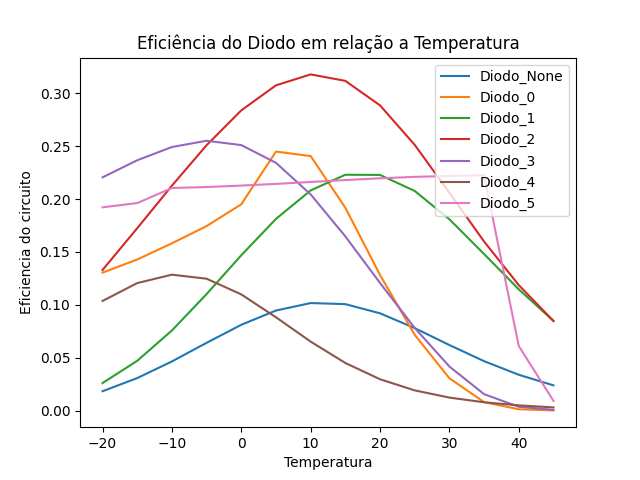 Eficiência do Diodo em relação a Temperatura
Eficiencia do circuito
0.30
0.25
0.20
0.15
0.10
0.05
0.00
Diodo_None
Diodo_0
Diodo_1
Diodo_2
Diodo_3
Diodo_4
Diodo_5
−20
−10
0
10
20
30
40
Temperatura